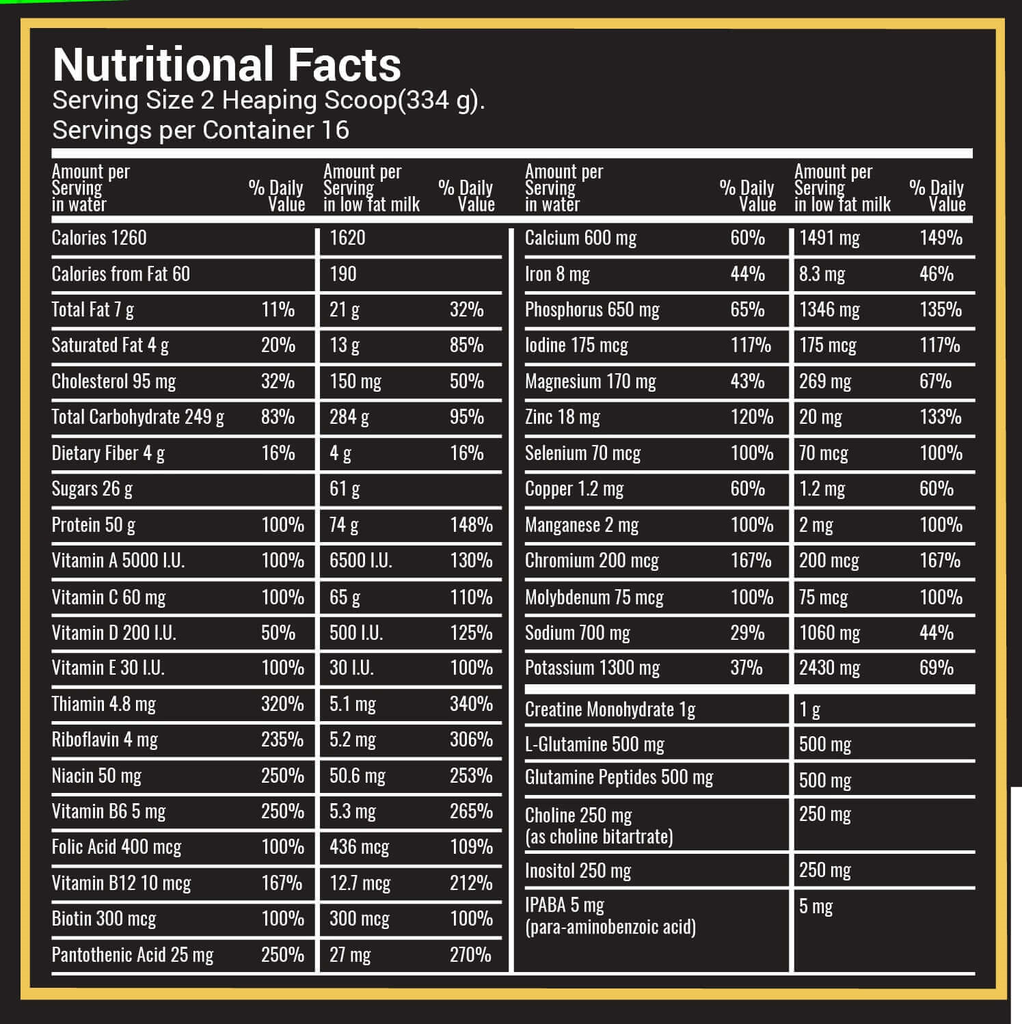 Nutritional Facts
Serving Size 2 Heaping Scoop(334 g).
Servings per Container 16
Amount per
Serving
in water
% Daily
Value
Amount per
Serving
in low fat milk
% Daily
Value
Calories 1260 1620
Calories from Fat 60 190
Total Fat 7 g 11% 21 g 32%
Saturated Fat 4 g 20% 13 g 85%
Cholesterol 95 mg 32% 150 mg 50%
Total Carbohydrate 249 g 83% 284 g 95%
Dietary Fiber 4 g 16% 4 g 16%
Sugars 26 g 61 g
Protein 50 g 100% 74 g 148%
Vitamin A 5000 I.U. 100% 6500 I.U. 130%
Vitamin C 60 mg 100% 65 g 110%
Vitamin D 200 I.U. 50% 500 I.U. 125%
Vitamin E 30 I.U. 100% 30 I.U. 100%
Thiamin 4.8 mg 320% 5.1 mg 340%
Riboflavin 4 mg 235% 5.2 mg 306%
Niacin 50 mg 250% 50.6 mg 253%
Vitamin B6 5 mg 250% 5.3 mg 265%
Folic Acid 400 mcg 100% 436 mcg 109%
Vitamin B12 10 mcg 167% 12.7 mcg 212%
Biotin 300 mcg 100% 300 mcg 100%
Pantothenic Acid 25 mg 250% 27 mg 270%
Amount per
Serving
in water
% Daily
Value
Amount per
Serving
in low fat milk
% Daily
Value
Calcium 600 mg 60% 1491 mg 149%
Iron 8 mg 44% 8.3 mg 46%
Phosphorus 650 mg 65% 1346 mg 135%
Iodine 175 mcg 117% 175 mcg 117%
Magnesium 170 mg 43% 269 mg 67%
Zinc 18 mg 120% 20 mg 133%
Selenium 70 mcg 100% 70 mcg 100%
Copper 1.2 mg 60% 1.2 mg 60%
Manganese 2 mg 100% 2 mg 100%
Chromium 200 mcg 167% 200 mcg 167%
Molybdenum 75 mcg 100% 75 mcg 100%
Sodium 700 mg 29% 1060 mg 44%
Potassium 1300 mg 37% 2430 mg 69%
Creatine Monohydrate 1g 1 g
L-Glutamine 500 mg 500 mg
Glutamine Peptides 500 mg 500 mg
Choline 250 mg 250 mg
(as choline bitartrate)
Inositol 250 mg 250 mg
IPABA 5 mg 5 mg
(para-aminobenzoic acid)